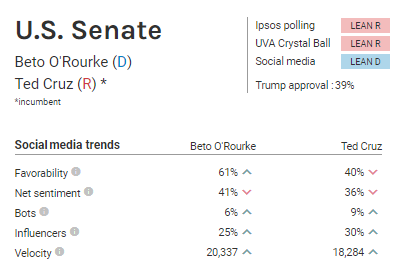 U.S. Senate
Beto O'Rourke (D)
Ted Cruz (R) *
*incumbent
Ipsos polling LEAN R
UVA Crystal Ball LEAN R
Social media LEAN D
Trump approval : 39%
Social media trends Beto O'Rourke Ted Cruz
Favorability 61% 40%
Net sentiment 41% 36%
Bots 6% 9%
Influencers 25% 30%
Velocity 20,337 18,284